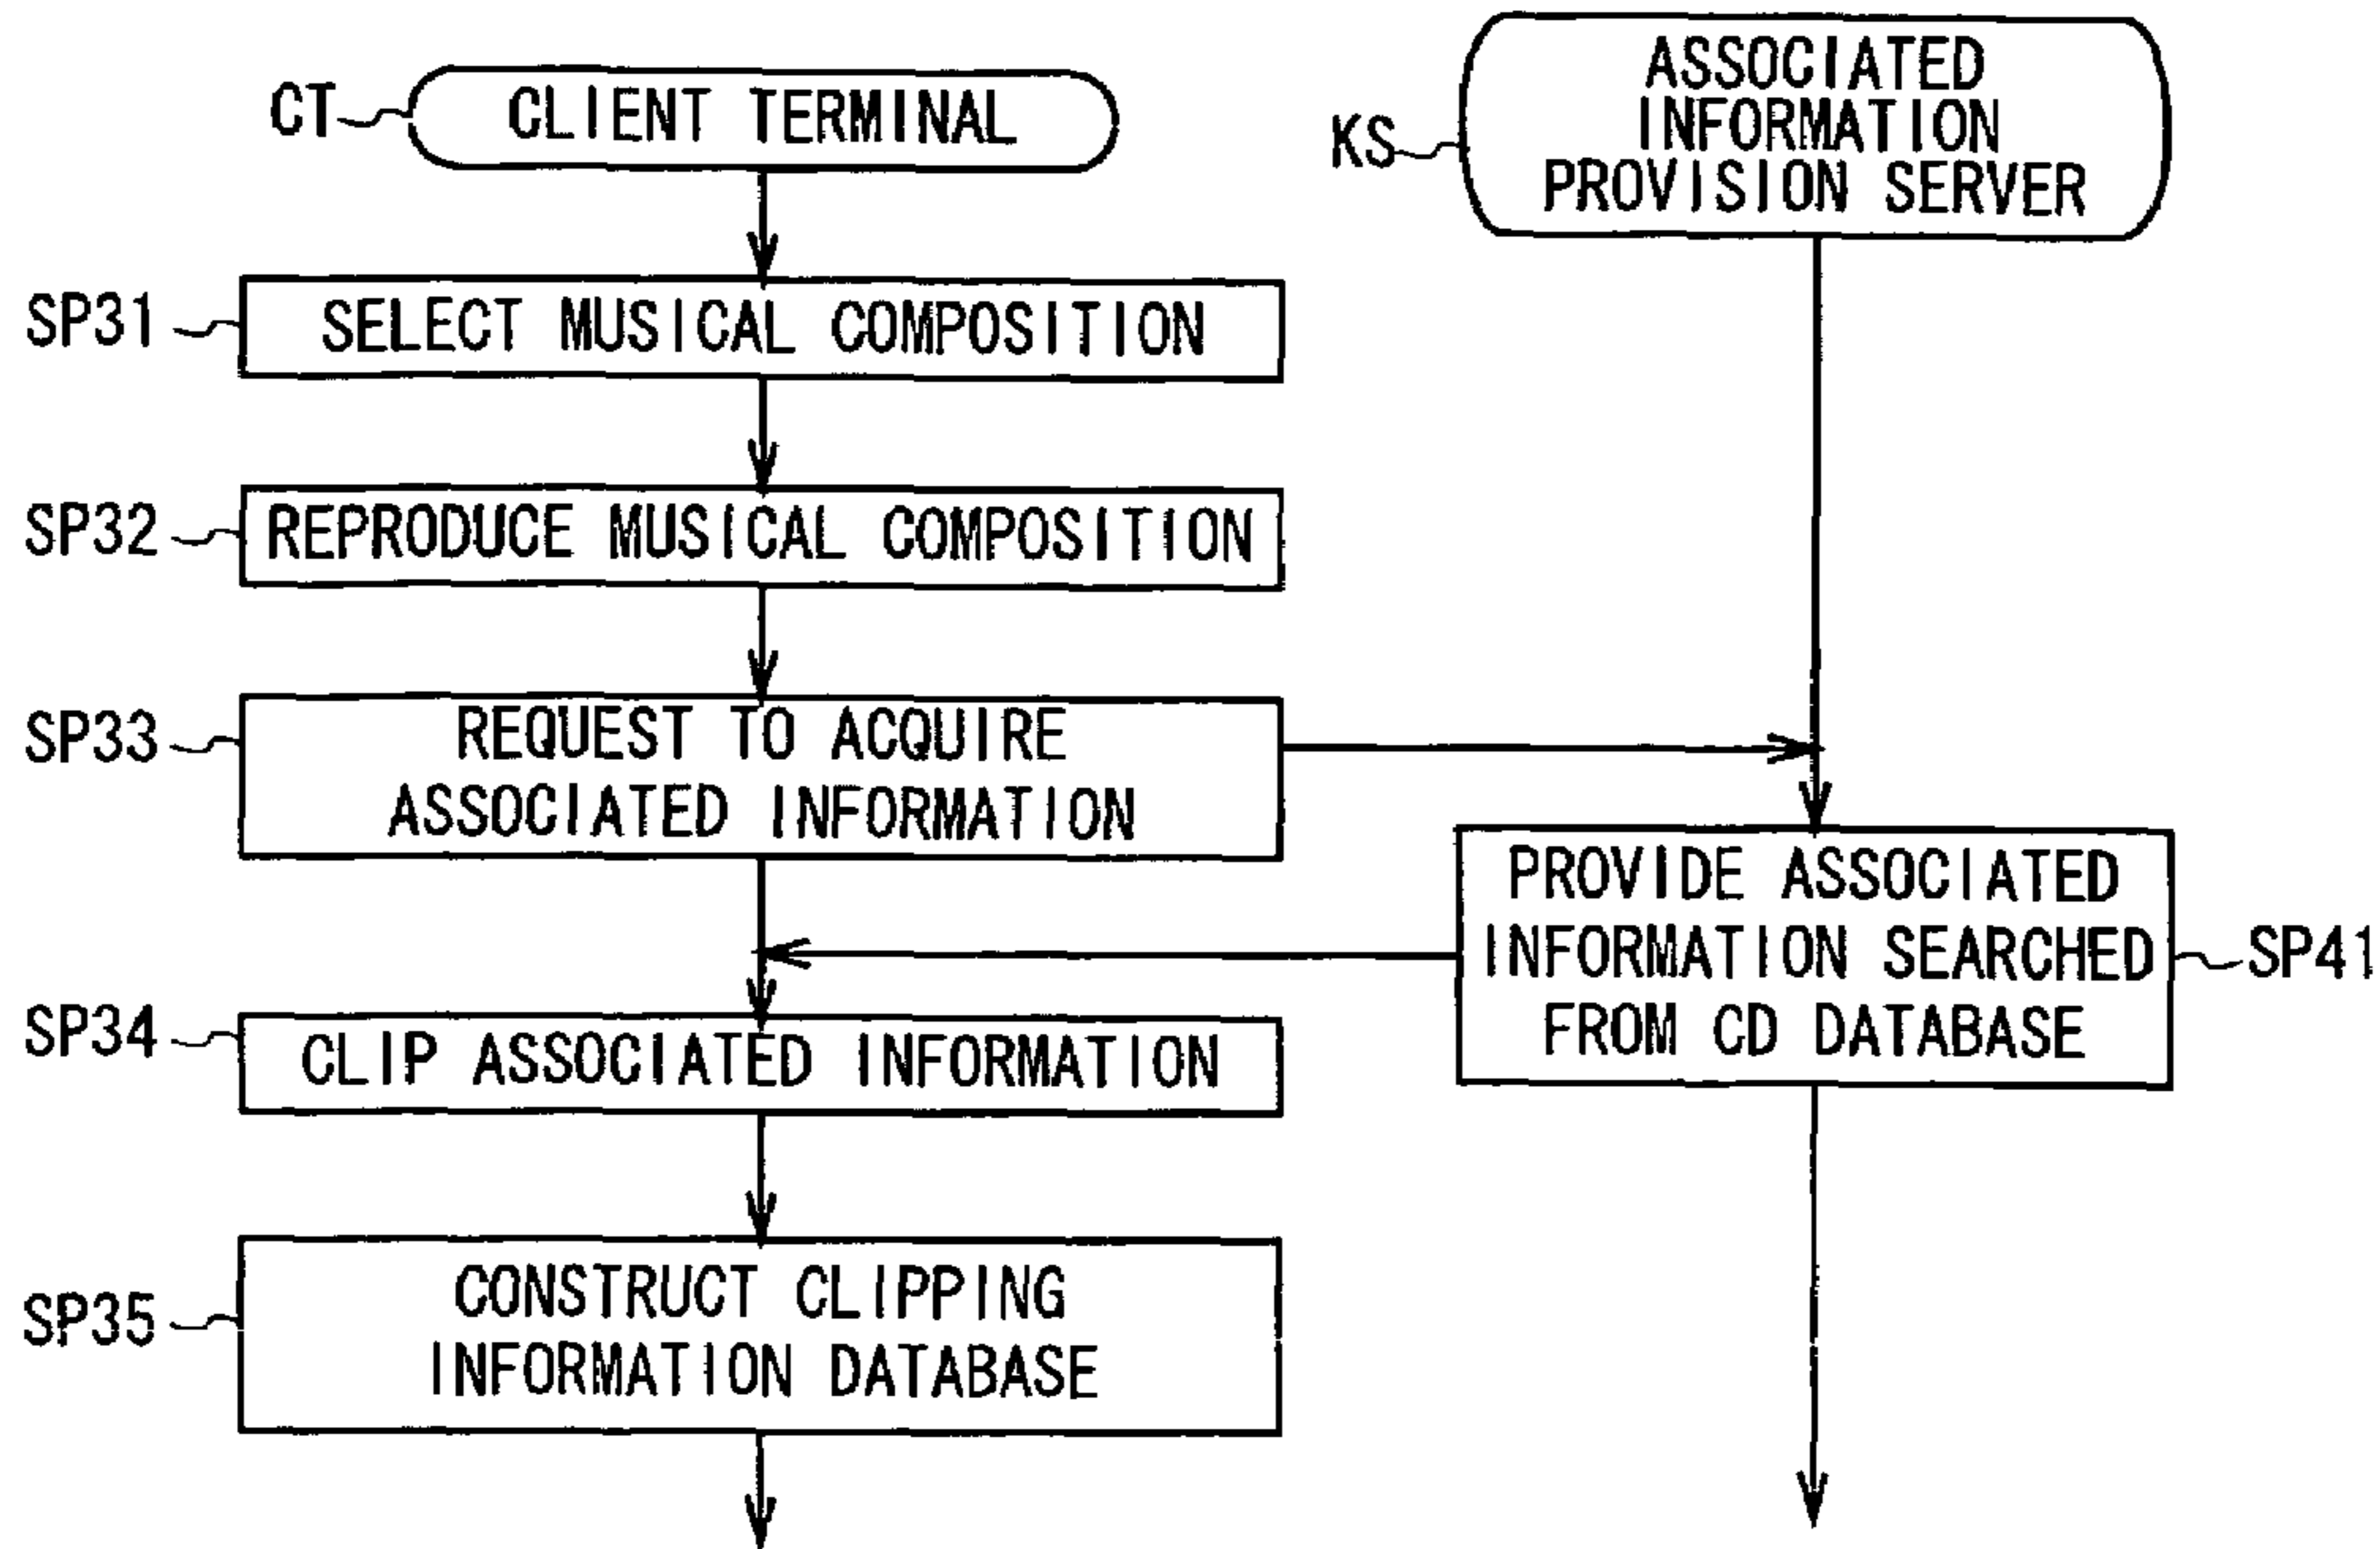 CT
CLIENT TERMINAL
KS
ASSOCIATED
INFORMATION
PROVISION SERVER
SP31
SELECT MUSICAL COMPOSITION
SP32
REPRODUCE MUSICAL COMPOSITION
SP33
REQUEST TO ACQUIRE
ASSOCIATED INFORMATION
PROVIDE ASSOCIATED
INFORMATION SEARCHED
FROM CD DATABASE
SP41
SP34
CLIP ASSOCIATED INFORMATION
SP35
CONSTRUCT CLIPPING
INFORMATION DATABASE